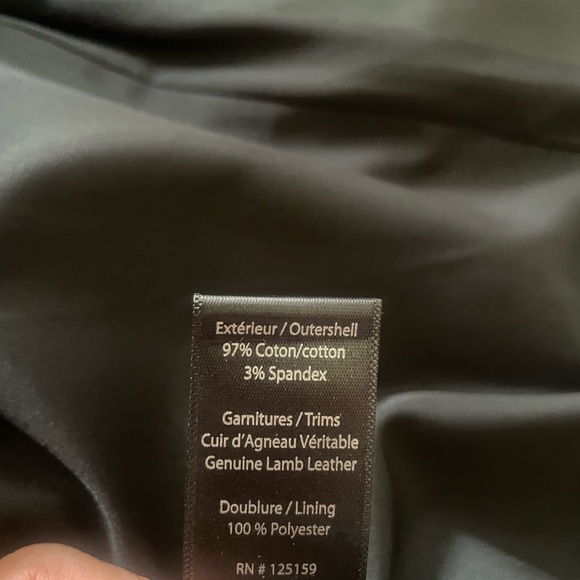 Extérieur / Outershell
97% Coton/cotton
3% Spandex
Garnitures / Trims
Cuir d'Agneau Véritable
Genuine Lamb Leather
Doublure / Lining
100 % Polyester
RN # 125159